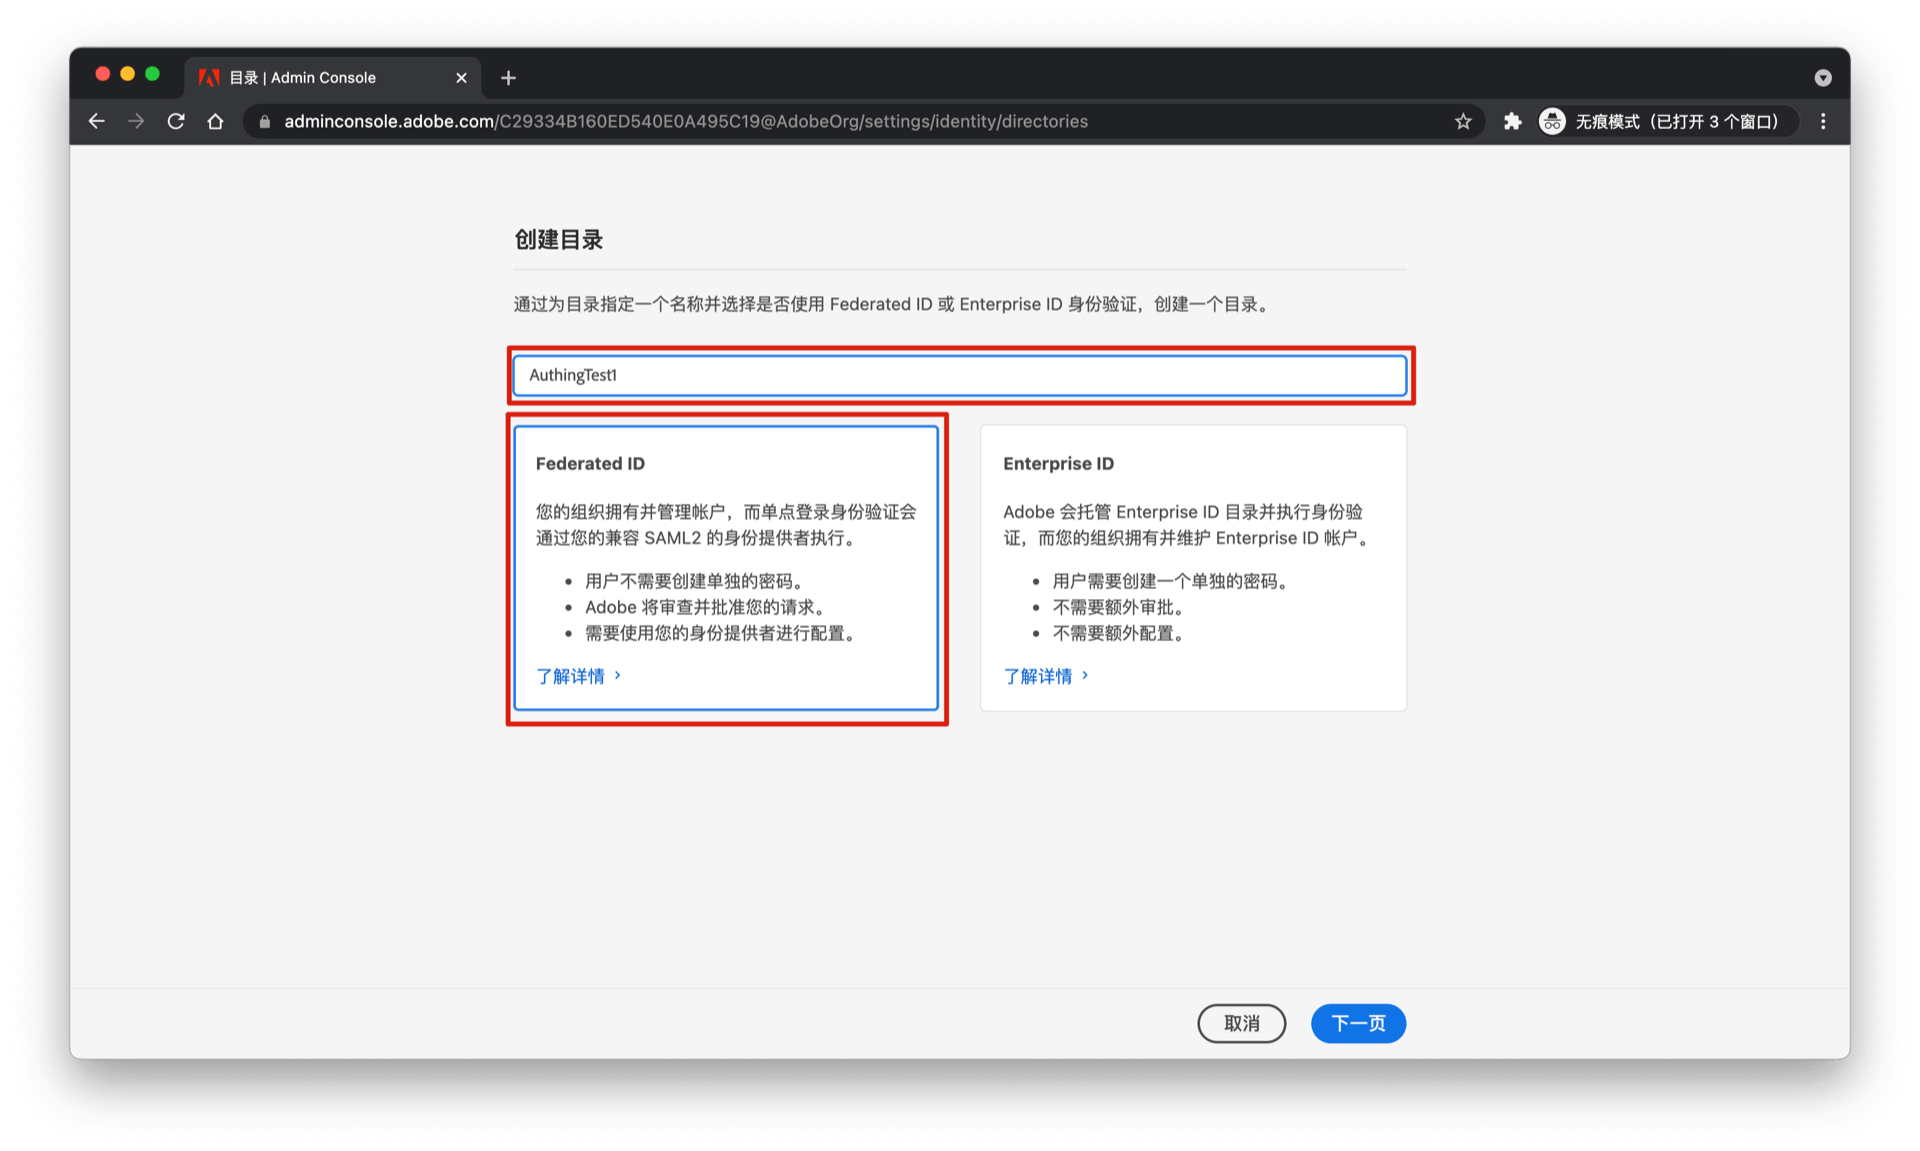 目录 | Admin Console
adminconsole.adobe.com/C29334B160ED540E0A495C19@AdobeOrg/settings/identity/directories
无痕模式（已打开 3 个窗口）
创建目录
通过为目录指定一个名称并选择是否使用 Federated ID 或 Enterprise ID 身份验证，创建一个目录。
AuthingTest1
Federated ID
您的组织拥有并管理帐户，而单点登录身份验证会
通过您的兼容 SAML2 的身份提供者执行。
• 用户不需要创建单独的密码。
• Adobe 将审查并批准您的请求。
• 需要使用您的身份提供者进行配置。
了解详情 ›
Enterprise ID
Adobe 会托管 Enterprise ID 目录并执行身份验
证，而您的组织拥有并维护 Enterprise ID 帐户。
• 用户需要创建一个单独的密码。
• 不需要额外审批。
• 不需要额外配置。
了解详情 ›
取消
下一页